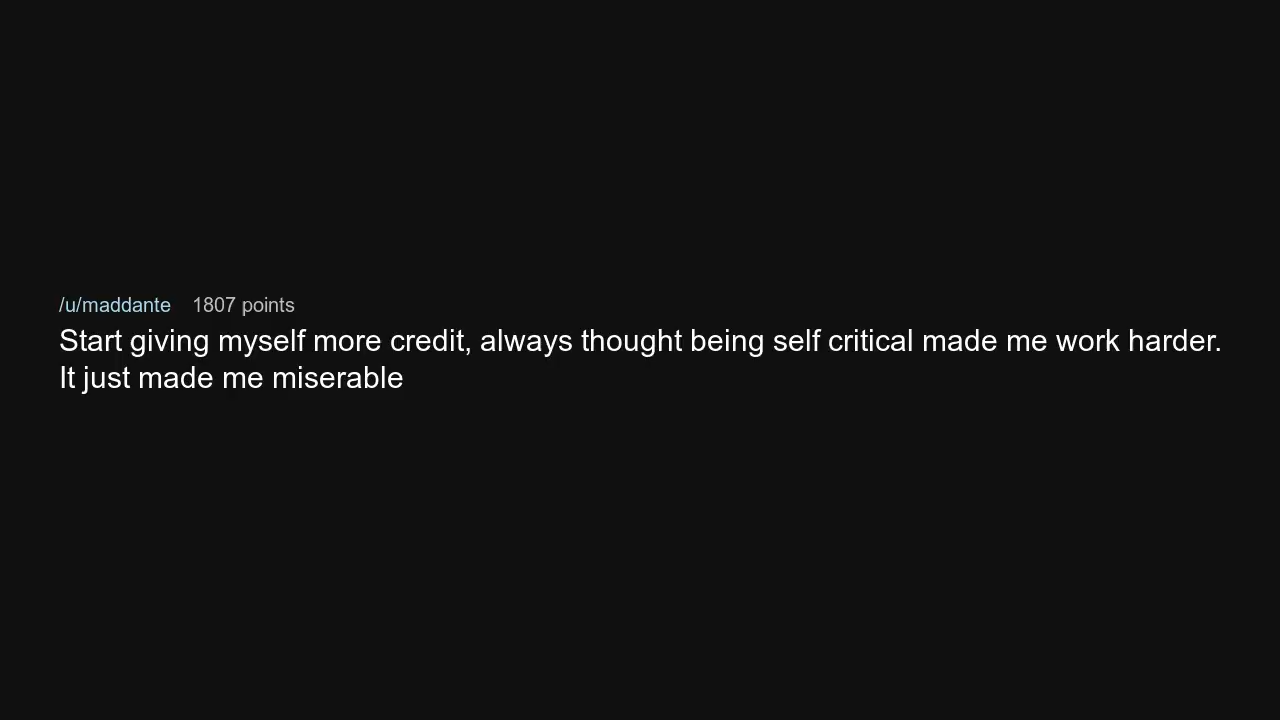 /u/maddante 1807 points
Start giving myself more credit, always thought being self critical made me work harder.
It just made me miserable